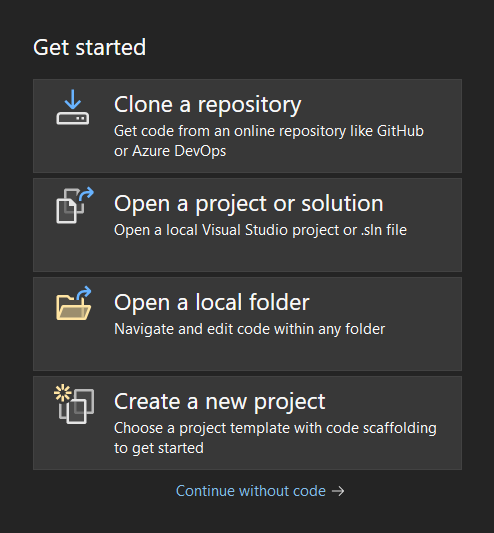 Get started
Clone a repository
Get code from an online repository like GitHub
or Azure DevOps
Open a project or solution
Open a local Visual Studio project or .sln file
Open a local folder
Navigate and edit code within any folder
Create a new project
Choose a project template with code scaffolding
to get started
Continue without code →